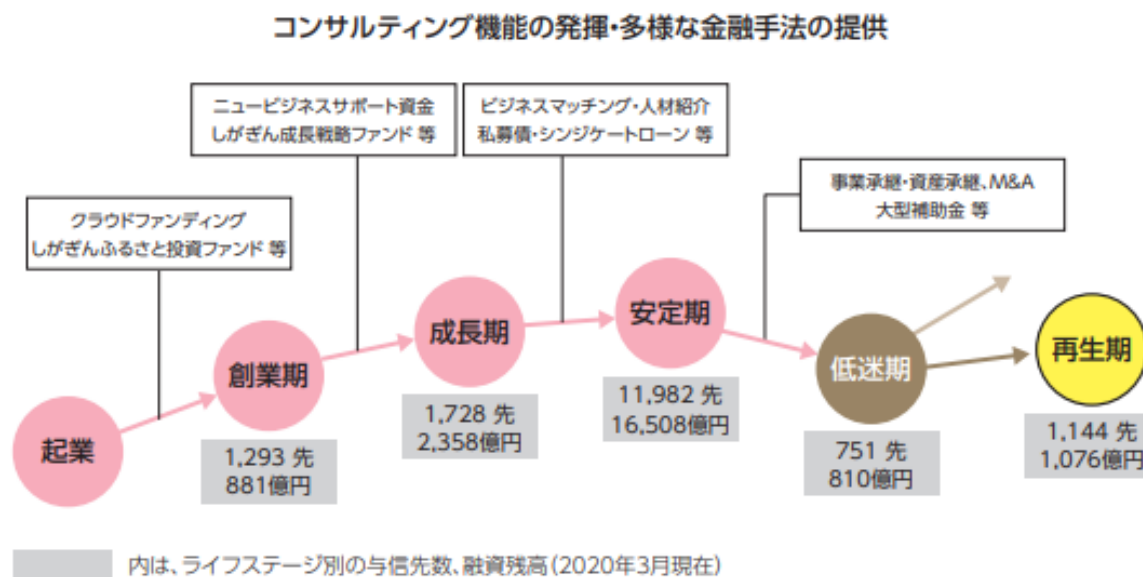 コンサルティング機能の発揮・多様な金融手法の提供
ニュービジネスサポート資金
しがぎん成長戦略ファンド 等
ビジネスマッチング・人材紹介
私募債・シンジケートローン 等
事業承継・資産承継、M&A
大型補助金 等
クラウドファンディング
しがぎんふるさと投資ファンド 等
起業
創業期
1,293 先
881億円
成長期
1,728 先
2,358億円
安定期
11,982 先
16,508億円
低迷期
751 先
810億円
再生期
1,144 先
1,076億円
内は、ライフステージ別の与信先数、融資残高(2020年3月現在)